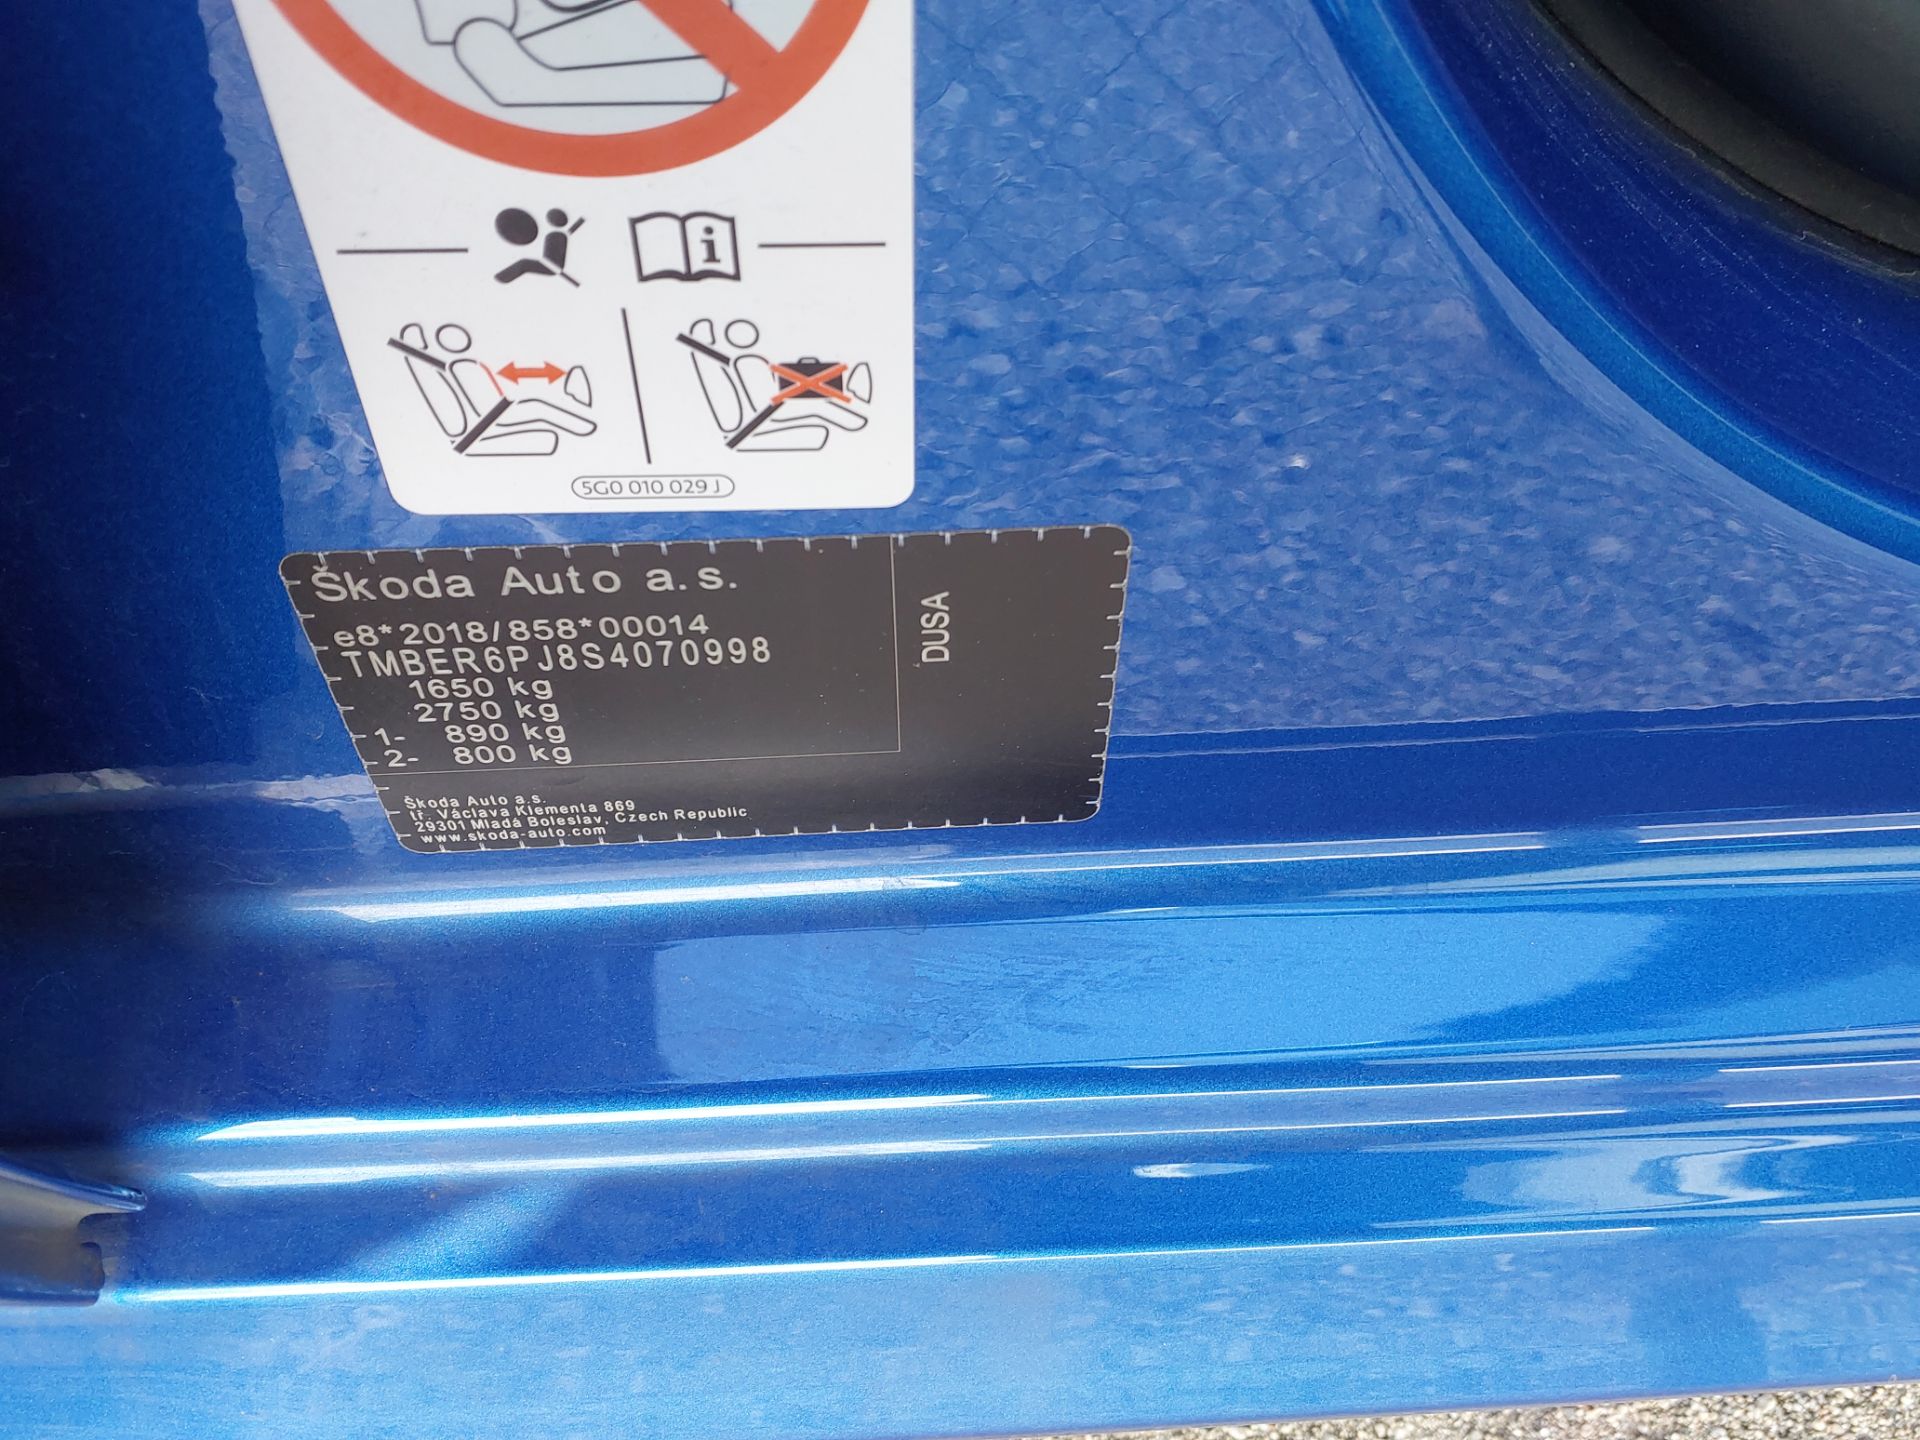 5G0 010 029 J
Škoda Auto a.s.
e8*2018/858*00014
TMBER6PJ8S4070998
1650 kg
2750 kg
1- 890 kg
2- 800 kg
DUSA
Škoda Auto a.s.
tř. Václava Klementa 869
29301 Mladá Boleslav, Czech Republic
www.skoda-auto.com